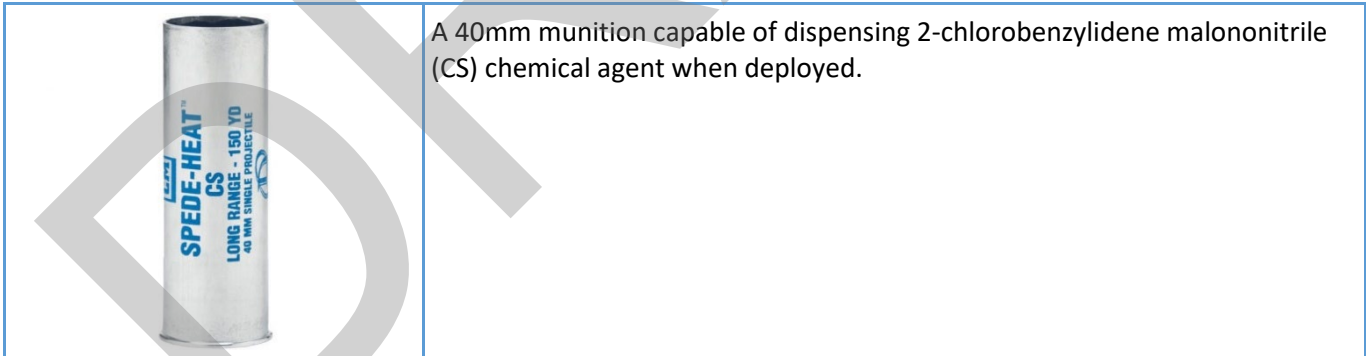 SPEDE-HEAT™
CS
LONG RANGE - 150 YD
40 MM SINGLE PROJECTILE
A 40mm munition capable of dispensing 2-chlorobenzylidene malononitrile
(CS) chemical agent when deployed.